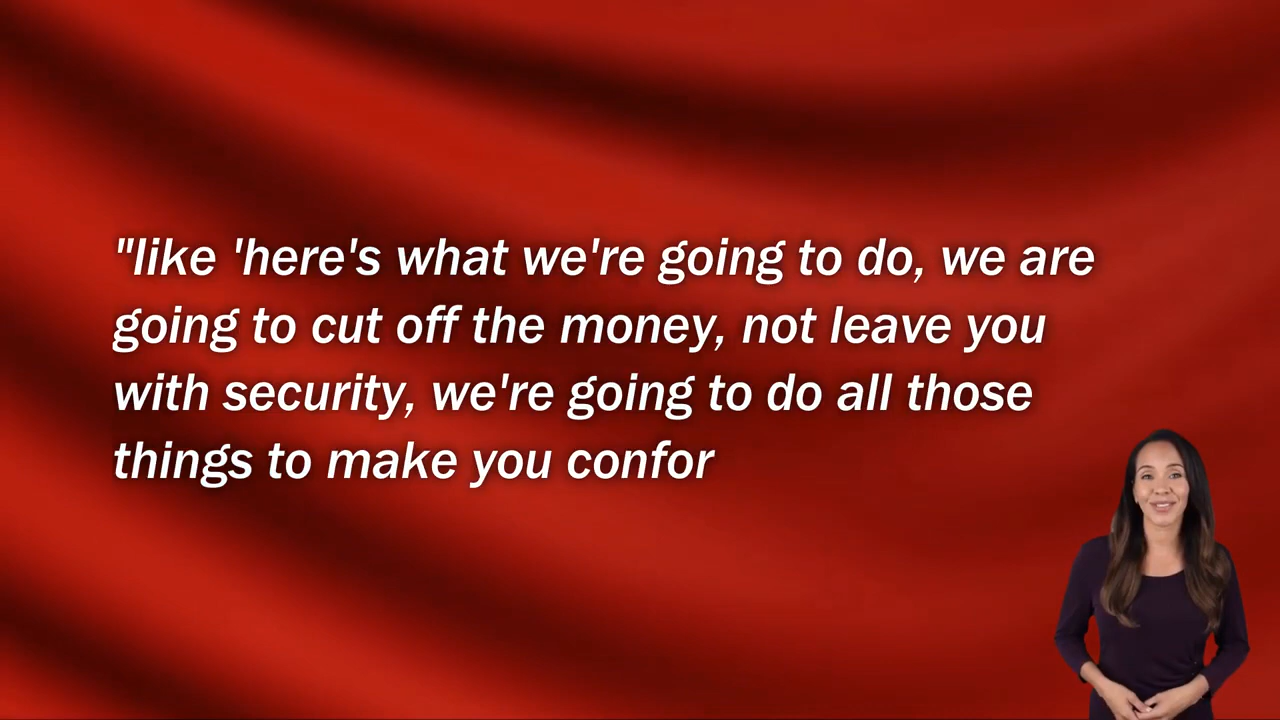 "like 'here's what we're going to do, we are
going to cut off the money, not leave you
with security, we're going to do all those
things to make you confor